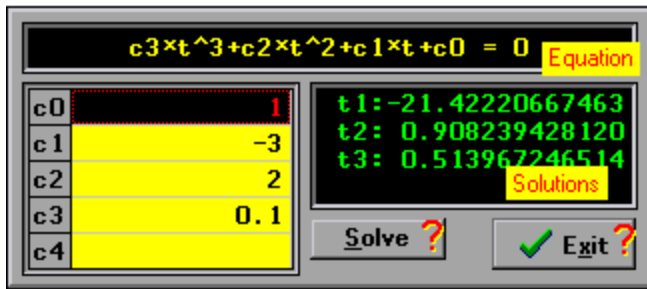 c3×t^3+c2×t^2+c1×t+c0 = 0
Equation
c0 1
c1 -3
c2 2
c3 0.1
c4
t1:-21.42220667463
t2: 0.908239428120
t3: 0.513967246514
Solutions
Solve ?
Exit ?